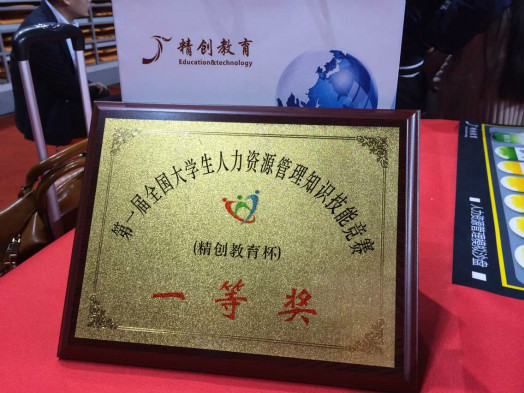 精创教育
Education&technology
第一届全国大学生人力资源管理知识技能竞赛
(精创教育杯)
一等奖